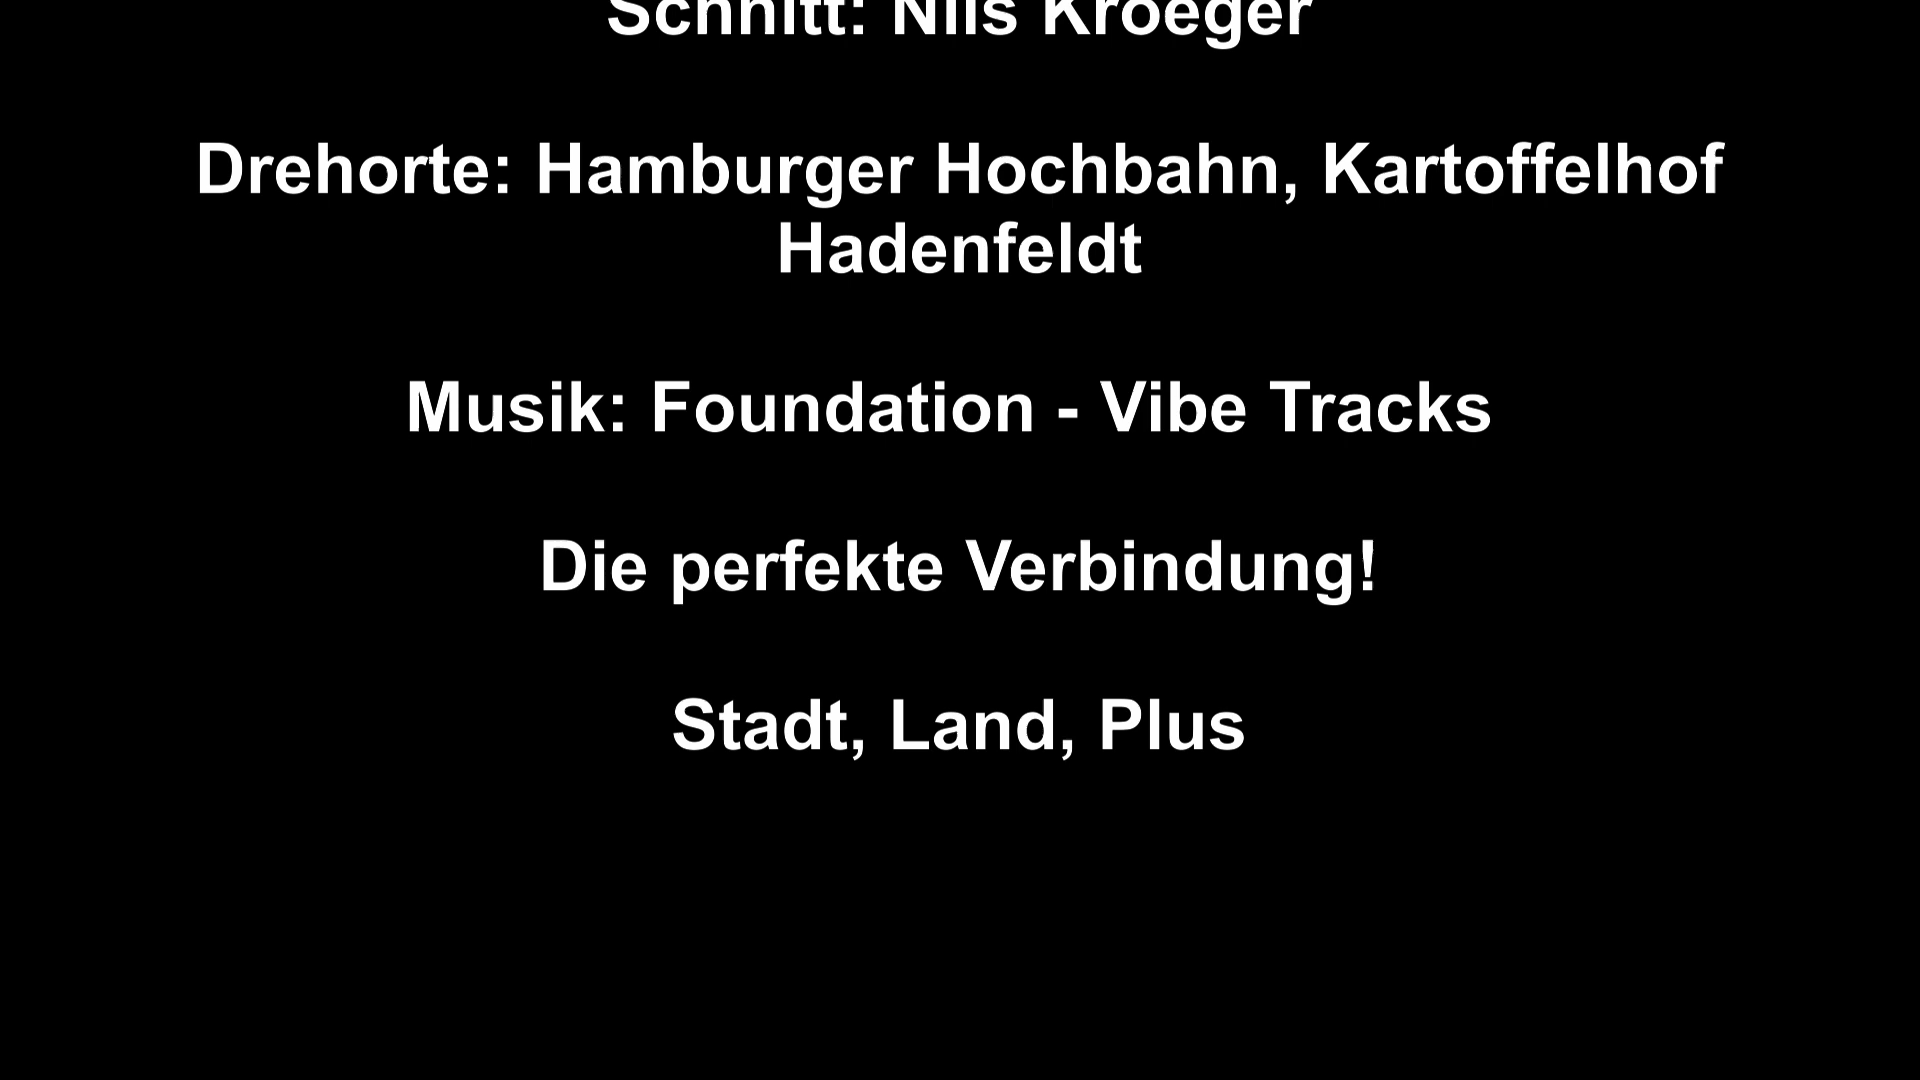 Schnitt: Nils Kroeger
Drehorte: Hamburger Hochbahn, Kartoffelhof
Hadenfeldt
Musik: Foundation - Vibe Tracks
Die perfekte Verbindung!
Stadt, Land, Plus